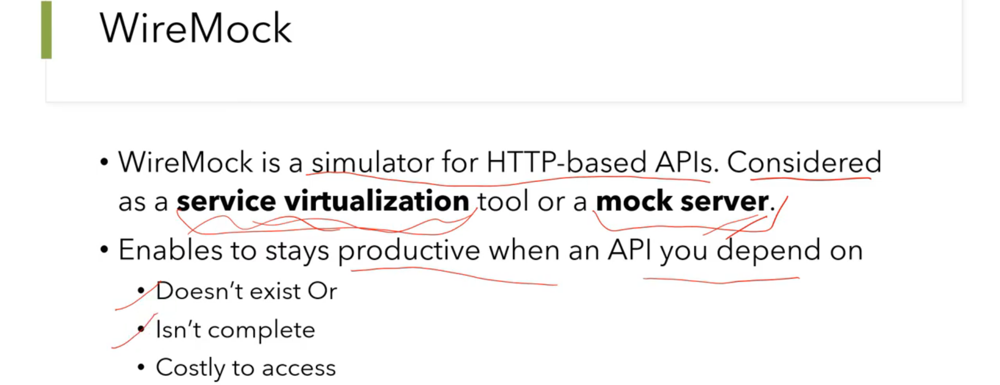 WireMock
• WireMock is a simulator for HTTP-based APIs. Considered
as a service virtualization tool or a mock server.
• Enables to stays productive when an API you depend on
• Doesn't exist Or
• Isn't complete
• Costly to access